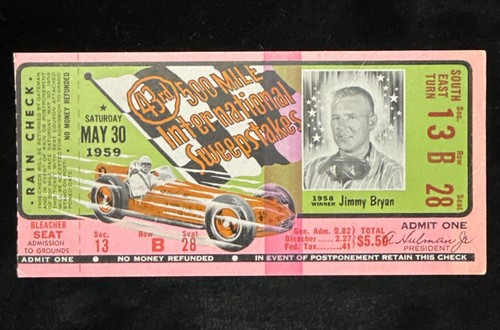 RAIN CHECK
NO MONEY REFUNDED
SATURDAY
MAY 30
1959
43rd
500 MILE
International
Sweepstakes
1958
WINNER Jimmy Bryan
SOUTH
EAST
TURN
Sec.
13
Row
B
Seat
28
BLEACHER
SEAT
ADMISSION
TO GROUNDS
Sec. Row Seat
13 B 28
Gen. Adm. 2.82 TOTAL
Bleacher 2.27 $5.50
Fed. Tax .41
ADMIT ONE
A Hulman Jr
ADMIT ONE • NO MONEY REFUNDED • IN EVENT OF POSTPONEMENT RETAIN THIS CHECK